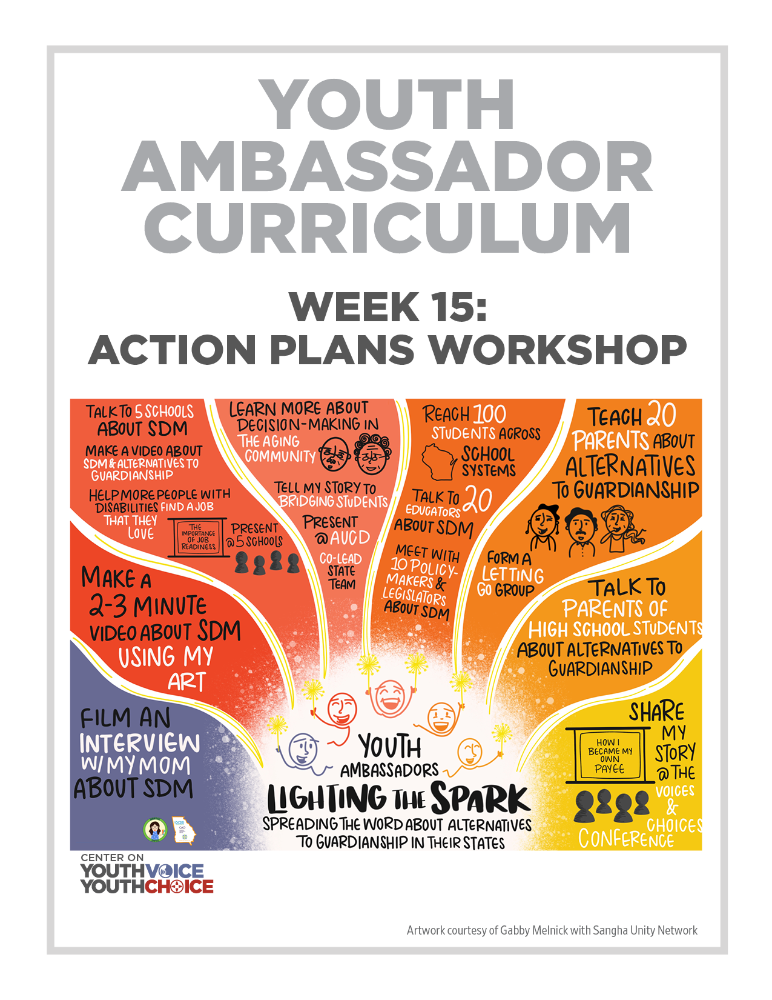 YOUTH
AMBASSADOR
CURRICULUM
WEEK 15:
ACTION PLANS WORKSHOP
TALK TO 5 SCHOOLS
ABOUT SDM
MAKE A VIDEO ABOUT
SDM & ALTERNATIVES TO
GUARDIANSHIP
HELP MORE PEOPLE WITH
DISABILITIES FIND A JOB
THAT THEY
LOVE
THE
IMPORTANCE
OF JOB
READINESS
PRESENT
@ 5 SCHOOLS
LEARN MORE ABOUT
DECISION-MAKING IN
THE AGING
COMMUNITY
TELL MY STORY TO
BRIDGING STUDENTS
PRESENT
@ AUCD
CO-LEAD
STATE
TEAM
REACH 100
STUDENTS ACROSS
SCHOOL
SYSTEMS
TALK TO 20
EDUCATORS
ABOUT SDM
MEET WITH
10 POLICY-
MAKERS &
LEGISLATORS
ABOUT SDM
TEACH 20
PARENTS ABOUT
ALTERNATIVES
TO GUARDIANSHIP
FORM A
LETTING
GO GROUP
MAKE A
2-3 MINUTE
VIDEO ABOUT SDM
USING MY
ART
TALK TO
PARENTS OF
HIGH SCHOOL STUDENTS
ABOUT ALTERNATIVES TO
GUARDIANSHIP
FILM AN
INTERVIEW
W/ MY MOM
ABOUT SDM
SHARE
MY
STORY
@ THE
VOICES
&
CHOICES
CONFERENCE
HOW I
BECAME MY
OWN
PAYEE
YOUTH
AMBASSADORS
LIGHTING THE SPARK
SPREADING THE WORD ABOUT ALTERNATIVES
TO GUARDIANSHIP IN THEIR STATES
CENTER ON
YOUTHVOICE
YOUTHCHOICE
Artwork courtesy of Gabby Melnick with Sangha Unity Network